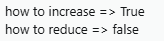 how to increase => True
how to reduce => false